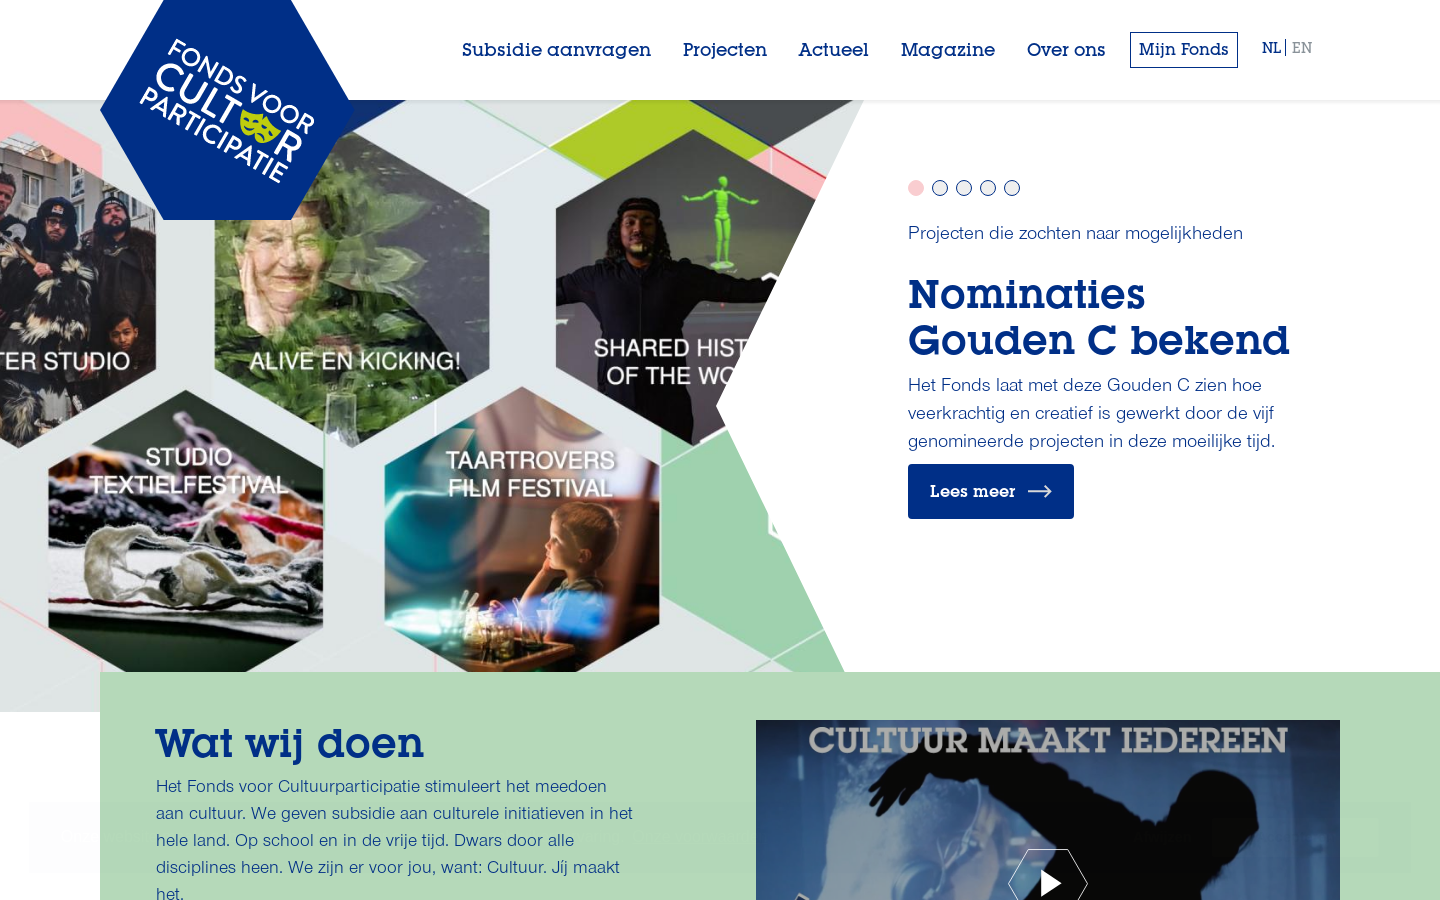 FONDS VOOR
CULTUR
PARTICIPATIE
Subsidie aanvragen
Projecten
Actueel
Magazine
Over ons
Mijn Fonds
NL
EN
TER STUDIO
ALIVE EN KICKING!
SHARED HIST
OF THE WO
STUDIO
TEXTIELFESTIVAL
TAARTROVERS
FILM FESTIVAL
Projecten die zochten naar mogelijkheden
Nominaties
Gouden C bekend
Het Fonds laat met deze Gouden C zien hoe
veerkrachtig en creatief is gewerkt door de vijf
genomineerde projecten in deze moeilijke tijd.
Lees meer
Wat wij doen
Het Fonds voor Cultuurparticipatie stimuleert het meedoen
aan cultuur. We geven subsidie aan culturele initiatieven in het
hele land. Op school en in de vrije tijd. Dwars door alle
disciplines heen. We zijn er voor jou, want: Cultuur. Jíj maakt
het.
CULTUUR MAAKT IEDEREEN